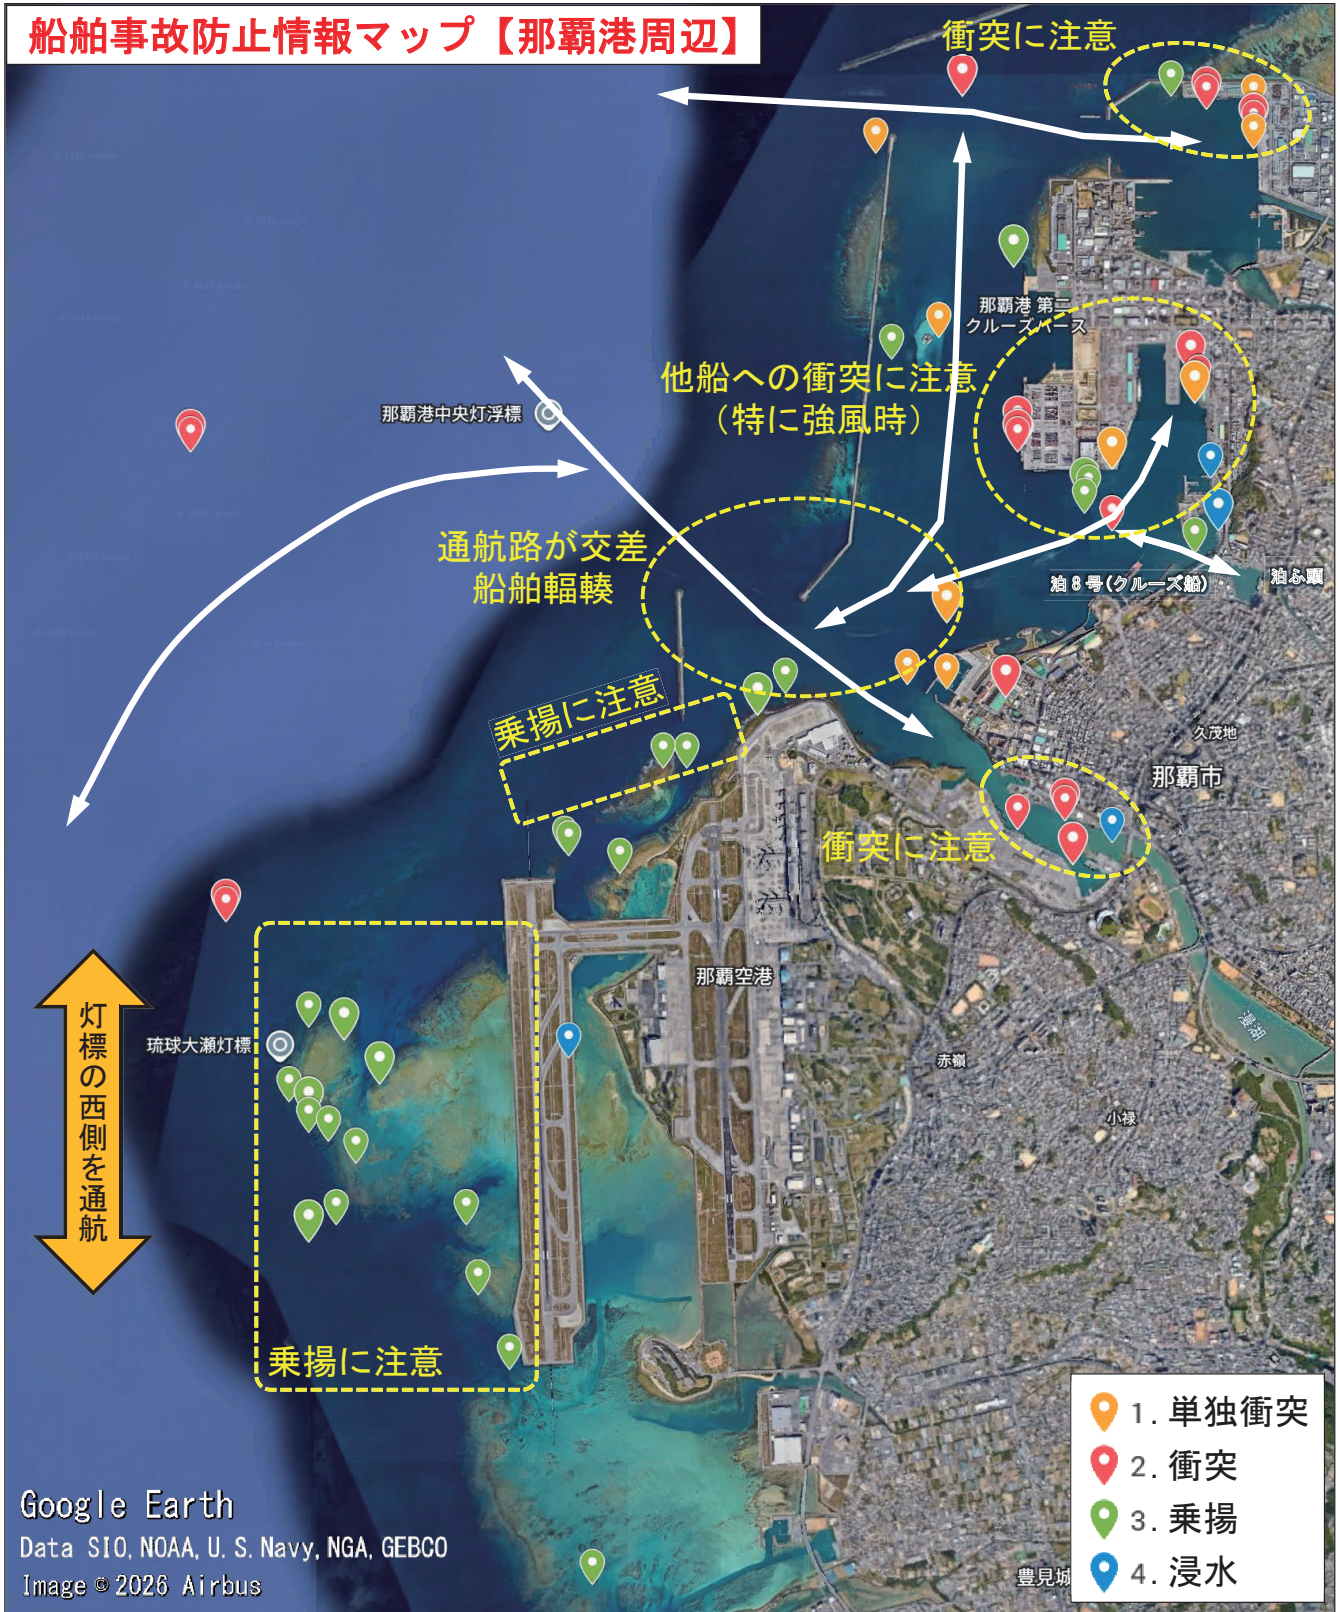 船舶事故防止情報マップ【那覇港周辺】
衝突に注意
那覇港 第二
クルーズバース
他船への衝突に注意
（特に強風時）
那覇港中央灯浮標
通航路が交差
船舶輻輳
泊８号(クルーズ船)
泊ふ頭
乗揚に注意
久茂地
那覇市
衝突に注意
那覇空港
琉球大瀬灯標
灯標の西側を通航
漫湖
赤嶺
小禄
乗揚に注意
1. 単独衝突
2. 衝突
3. 乗揚
4. 浸水
豊見城
Google Earth
Data SIO, NOAA, U.S. Navy, NGA, GEBCO
Image © 2026 Airbus